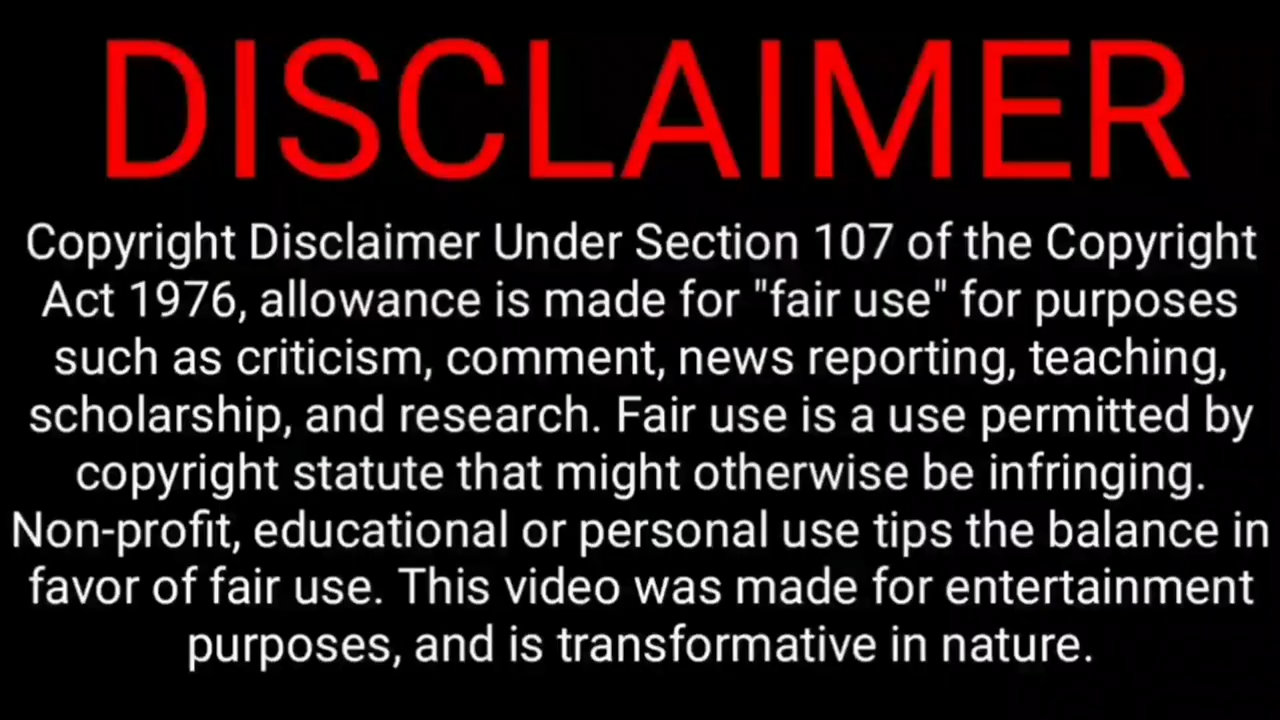 DISCLAIMER
Copyright Disclaimer Under Section 107 of the Copyright
Act 1976, allowance is made for "fair use" for purposes
such as criticism, comment, news reporting, teaching,
scholarship, and research. Fair use is a use permitted by
copyright statute that might otherwise be infringing.
Non-profit, educational or personal use tips the balance in
favor of fair use. This video was made for entertainment
purposes, and is transformative in nature.